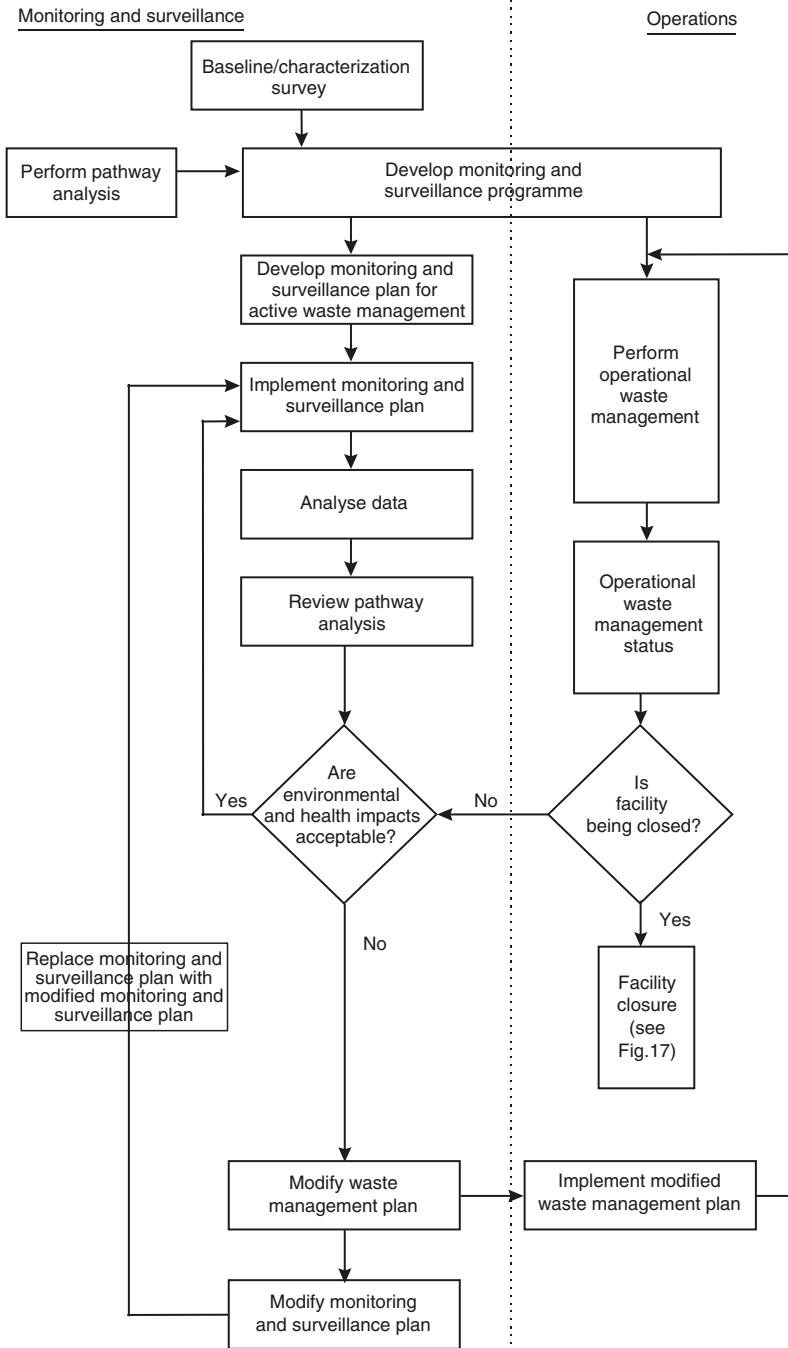 Monitoring and surveillance
Operations
Baseline/characterization
survey
Perform pathway
analysis
Develop monitoring and
surveillance programme
Develop monitoring and
surveillance plan for
active waste management
Implement monitoring and
surveillance plan
Perform
operational
waste
management
Analyse data
Operational
waste
management
status
Review pathway
analysis
Are
environmental
and health impacts
acceptable?
Yes
No
Is
facility
being closed?
Yes
No
Replace monitoring and
surveillance plan with
modified monitoring and
surveillance plan
Facility
closure
(see
Fig.17)
Modify waste
management plan
Implement modified
waste management plan
Modify monitoring
and surveillance plan